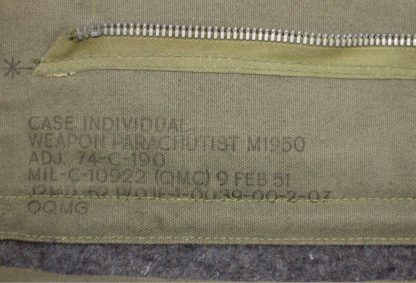 CASE INDIVIDUAL
WEAPON PARACHUTIST M1950
ADJ. 74-C-190
MIL-C-10922 (QMC) 9 FEB 51
OQMG